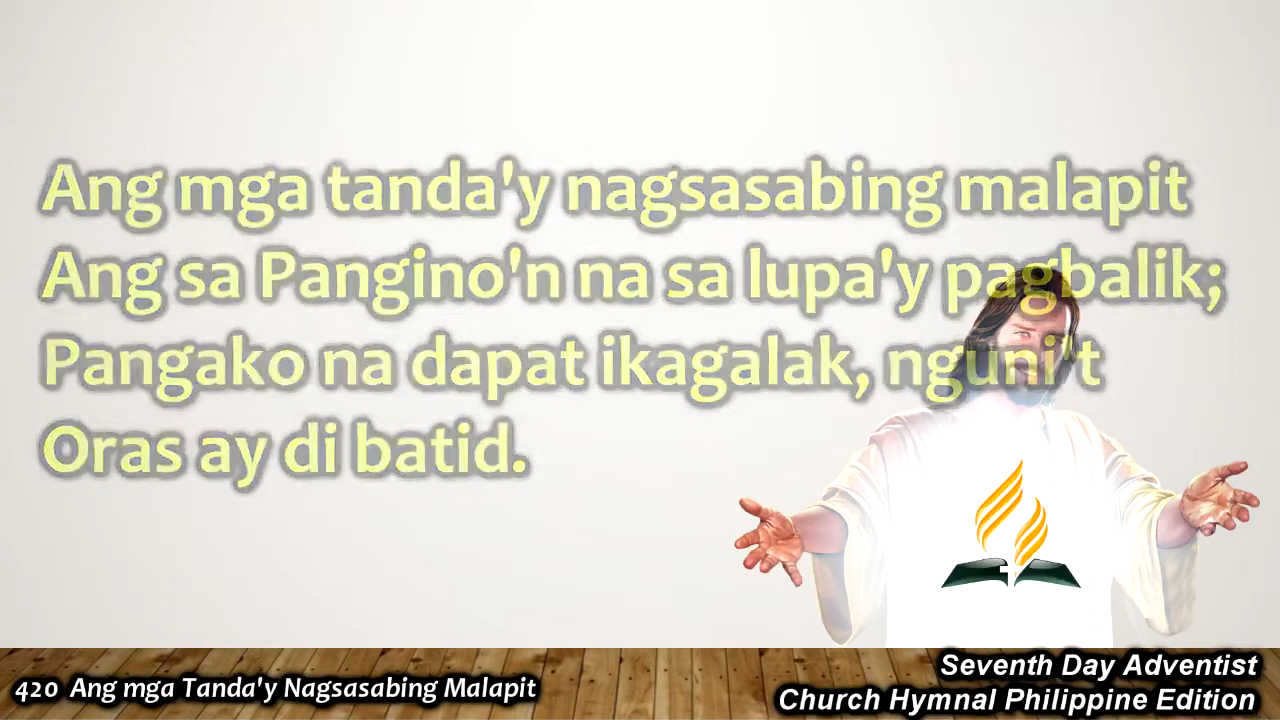 Ang mga tanda'y nagsasabing malapit
Ang sa Pangino'n na sa lupa'y pagbalik;
Pangako na dapat ikagalak, nguni't
Oras ay di batid.
420 Ang mga Tanda'y Nagsasabing Malapit
Seventh Day Adventist
Church Hymnal Philippine Edition